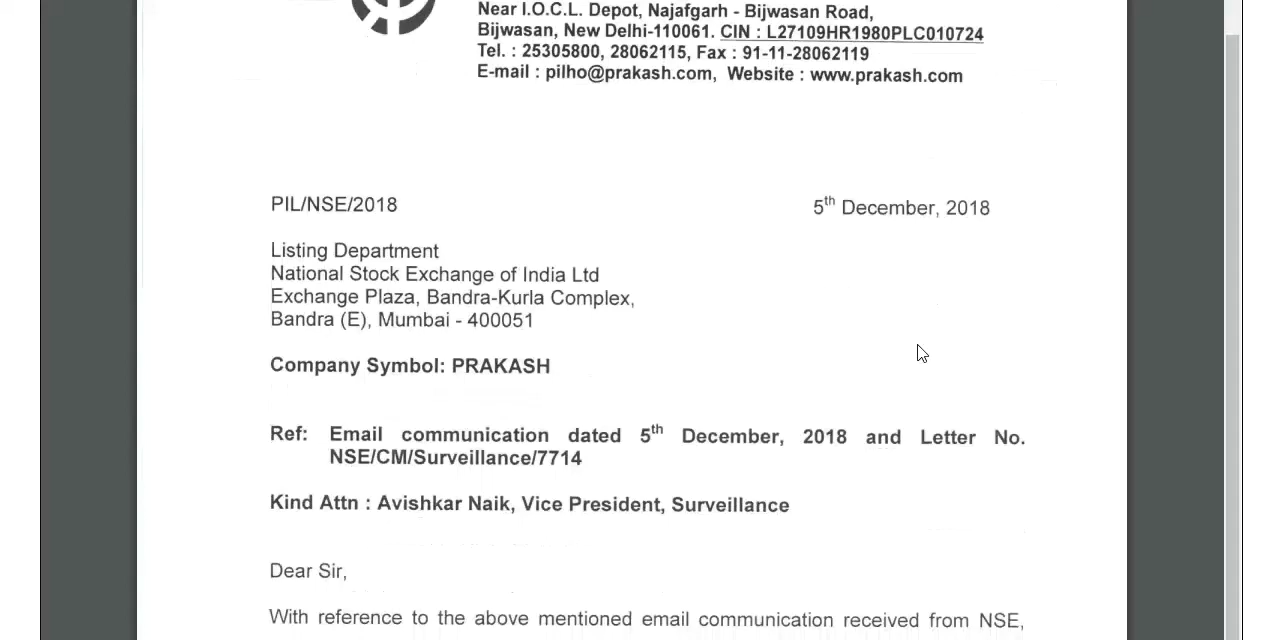 Near I.O.C.L. Depot, Najafgarh - Bijwasan Road,
Bijwasan, New Delhi-110061. CIN : L27109HR1980PLC010724
Tel. : 25305800, 28062115, Fax : 91-11-28062119
E-mail : pilho@prakash.com, Website : www.prakash.com
PIL/NSE/2018
5th December, 2018
Listing Department
National Stock Exchange of India Ltd
Exchange Plaza, Bandra-Kurla Complex,
Bandra (E), Mumbai - 400051
Company Symbol: PRAKASH
Ref: Email communication dated 5th December, 2018 and Letter No.
NSE/CM/Surveillance/7714
Kind Attn : Avishkar Naik, Vice President, Surveillance
Dear Sir,
With reference to the above mentioned email communication received from NSE,